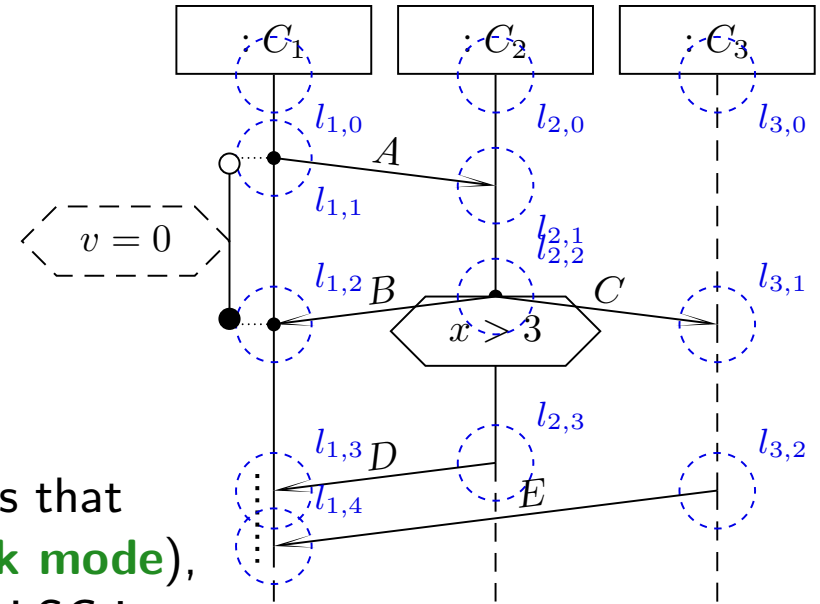 : C₁ : C₂ : C₃
l₁,₀ l₂,₀ l₃,₀
A
l₁,₁
l₂,₁
v = 0
l₂,₂
l₁,₂ B C l₃,₁
x > 3
l₂,₃
l₁,₃ D l₃,₂
s that
l₁,₄ E
k mode),